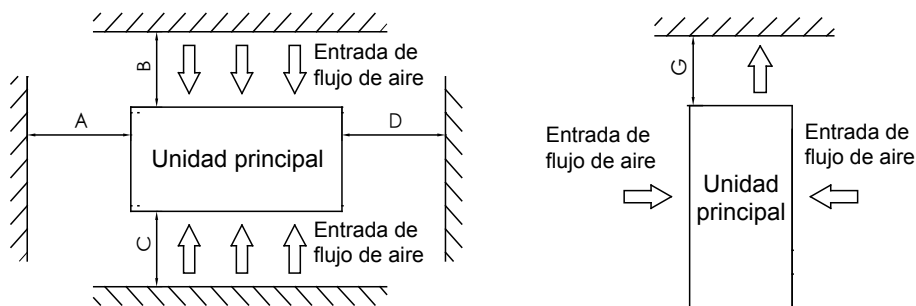 Entrada de
flujo de aire
B
A
D
Unidad principal
C
Entrada de
flujo de aire
G
Entrada de
flujo de aire
Entrada de
flujo de aire
Unidad
principal